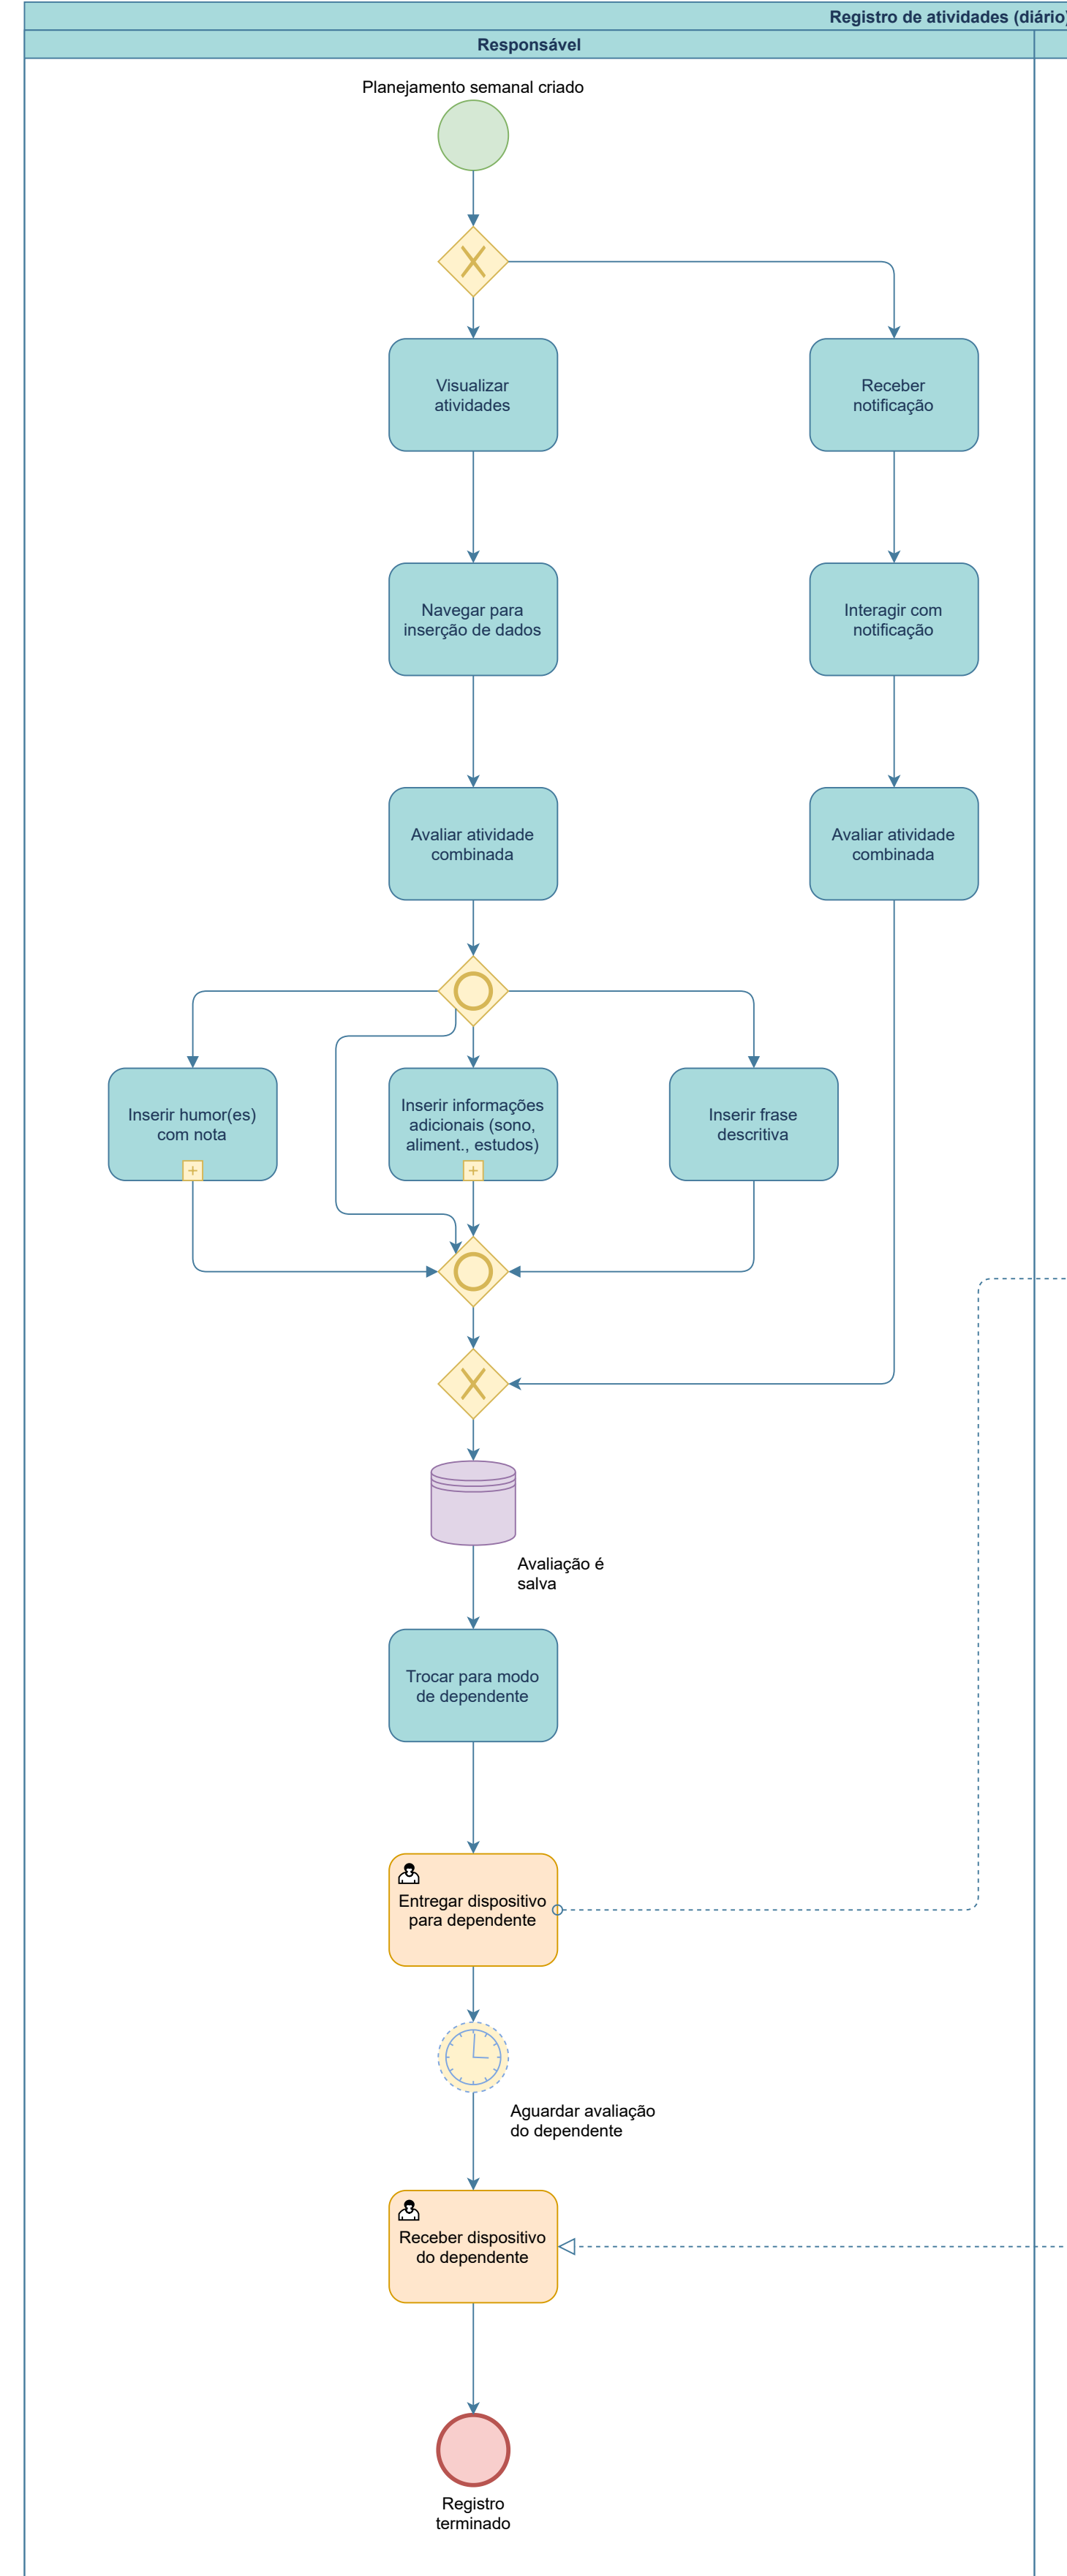 Registro de atividades (diário)
Responsável
Planejamento semanal criado
Visualizar
atividades
Receber
notificação
Navegar para
inserção de dados
Interagir com
notificação
Avaliar atividade
combinada
Avaliar atividade
combinada
Inserir humor(es)
com nota
Inserir informações
adicionais (sono,
aliment., estudos)
Inserir frase
descritiva
Avaliação é
salva
Trocar para modo
de dependente
Entregar dispositivo
para dependente
Aguardar avaliação
do dependente
Receber dispositivo
do dependente
Registro
terminado